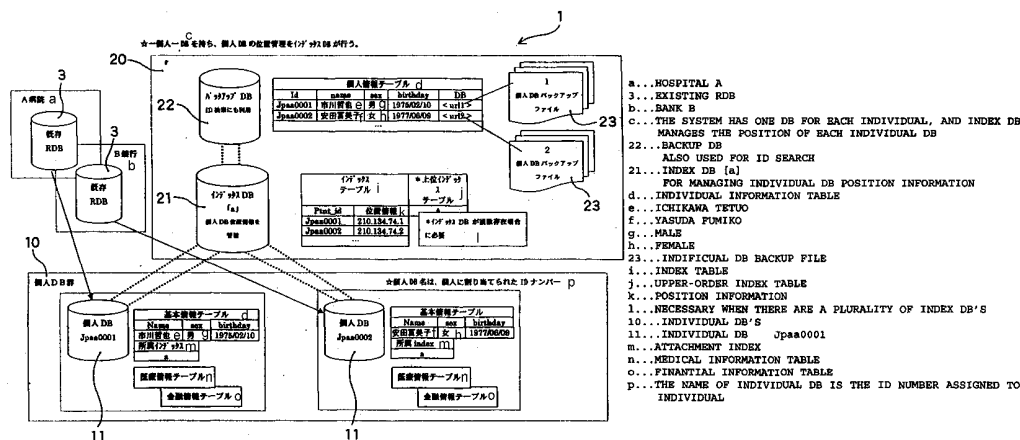 1
☆一個人一DBを持ち、個人DBの位置管理をインデックスDBが行う。
c
20
3
A病院 a
既存
RDB
3
B銀行
b
既存
RDB
バックアップDB
ID検索にも利用
22
個人情報テーブル d
Id name sex birthday DB
Jpaa0001 市川哲也 e 男 g 1975/02/10 <url1>
Jpaa0002 安田富美子 f 女 h 1977/06/09 <url2>
...
1
個人DBバックアップ
ファイル
23
2
個人DBバックアップ
ファイル
23
21
インデックスDB
「a」
個人DB位置情報を
管理
インデックス
テーブル i
Ptnt_id 位置情報 k
Jpaa0001 210.134.74.1
Jpaa0002 210.134.74.2
...
*上位インデック
ス
テーブル j
a
*インデックスDBが複数存在場合
に必要 l
10
個人DB群
☆個人DB名は、個人に割り当てられたIDナンバー p
個人DB
Jpaa0001
基本情報テーブル d
Name sex birthday
市川哲也 e 男 g 1975/02/10
所属インデックス m
a
医療情報テーブル n
金融情報テーブル o
11
個人DB
Jpaa0002
基本情報テーブル
Name sex birthday
安田富美子 f 女 h 1977/06/09
所属index m
a
医療情報テーブル n
金融情報テーブル o
11
a...HOSPITAL A
3...EXISTING RDB
b...BANK B
c...THE SYSTEM HAS ONE DB FOR EACH INDIVIDUAL, AND INDEX DB
MANAGES THE POSITION OF EACH INDIVIDUAL DB
22...BACKUP DB
ALSO USED FOR ID SEARCH
21...INDEX DB [a]
FOR MANAGING INDIVIDUAL DB POSITION INFORMATION
d...INDIVIDUAL INFORMATION TABLE
e...ICHIKAWA TETUO
f...YASUDA FUMIKO
g...MALE
h...FEMALE
23...INDIFICUAL DB BACKUP FILE
i...INDEX TABLE
j...UPPER-ORDER INDEX TABLE
k...POSITION INFORMATION
l...NECESSARY WHEN THERE ARE A PLURALITY OF INDEX DB'S
10...INDIVIDUAL DB'S
11...INDIVIDUAL DB Jpaa0001
m...ATTACHMENT INDEX
n...MEDICAL INFORMATION TABLE
o...FINANTIAL INFORMATION TABLE
p...THE NAME OF INDIVIDUAL DB IS THE ID NUMBER ASSIGNED TO
INDIVIDUAL